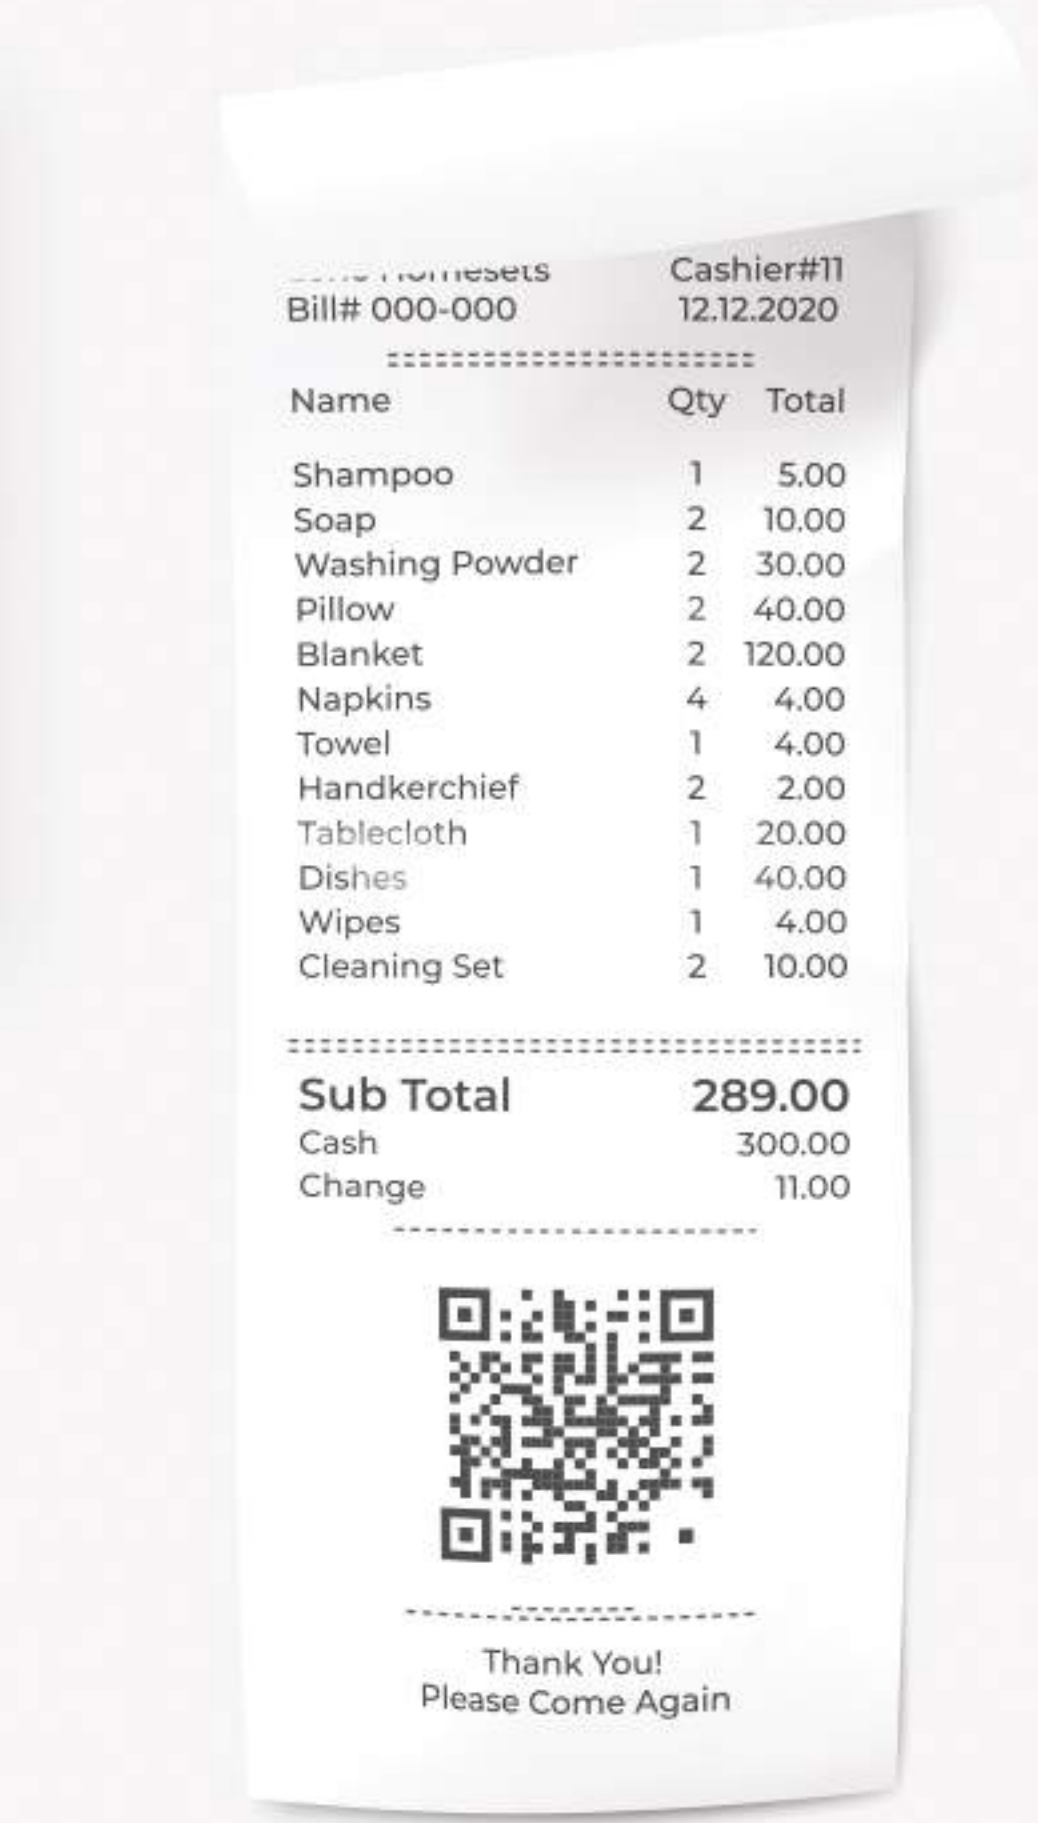 Homesets Cashier#11
Bill# 000-000 12.12.2020
Name Qty Total
Shampoo 1 5.00
Soap 2 10.00
Washing Powder 2 30.00
Pillow 2 40.00
Blanket 2 120.00
Napkins 4 4.00
Towel 1 4.00
Handkerchief 2 2.00
Tablecloth 1 20.00
Dishes 1 40.00
Wipes 1 4.00
Cleaning Set 2 10.00
Sub Total 289.00
Cash 300.00
Change 11.00
Thank You!
Please Come Again